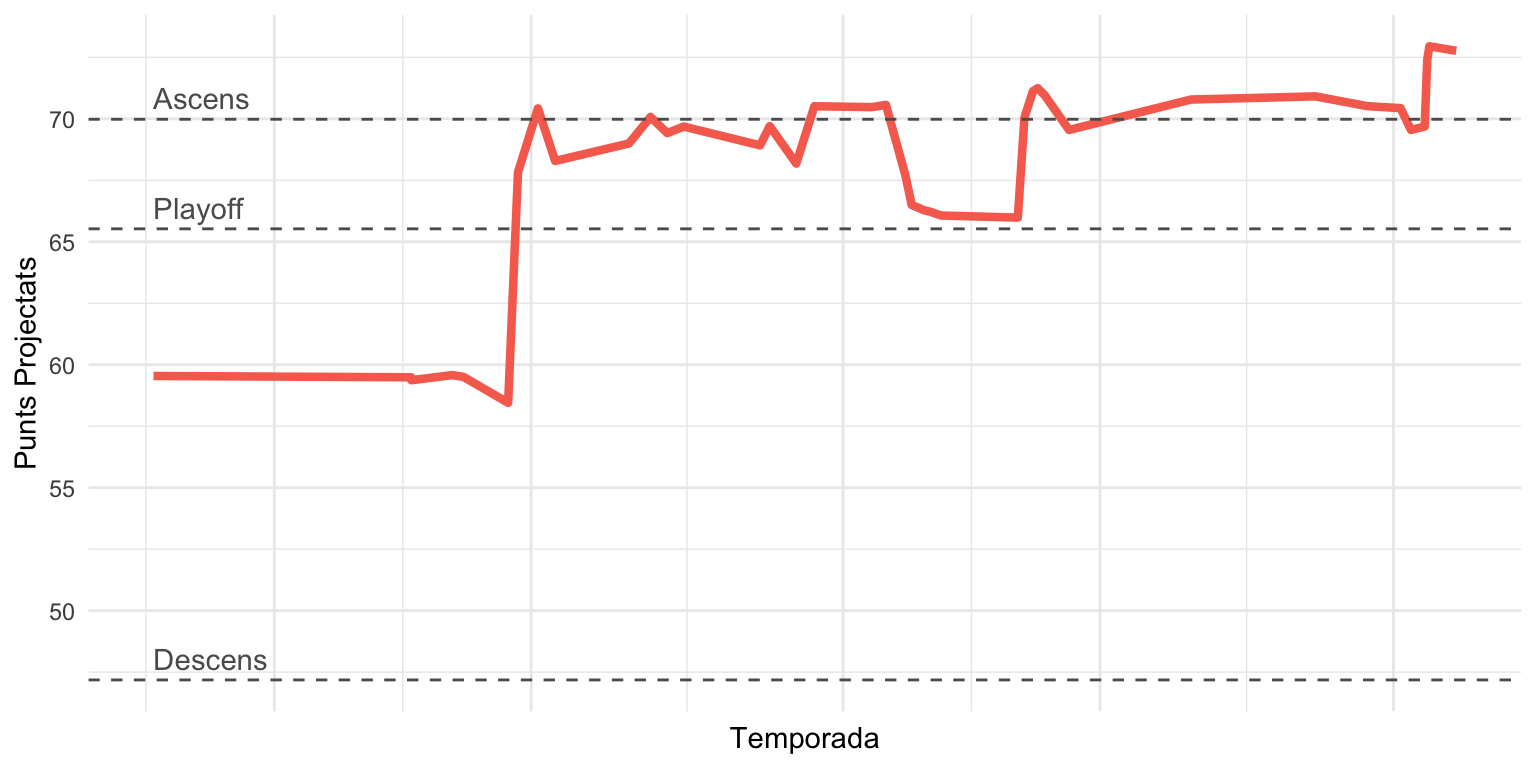 Ascens
70
Playoff
65
60
55
50
Descens
Punts Projectats
Temporada